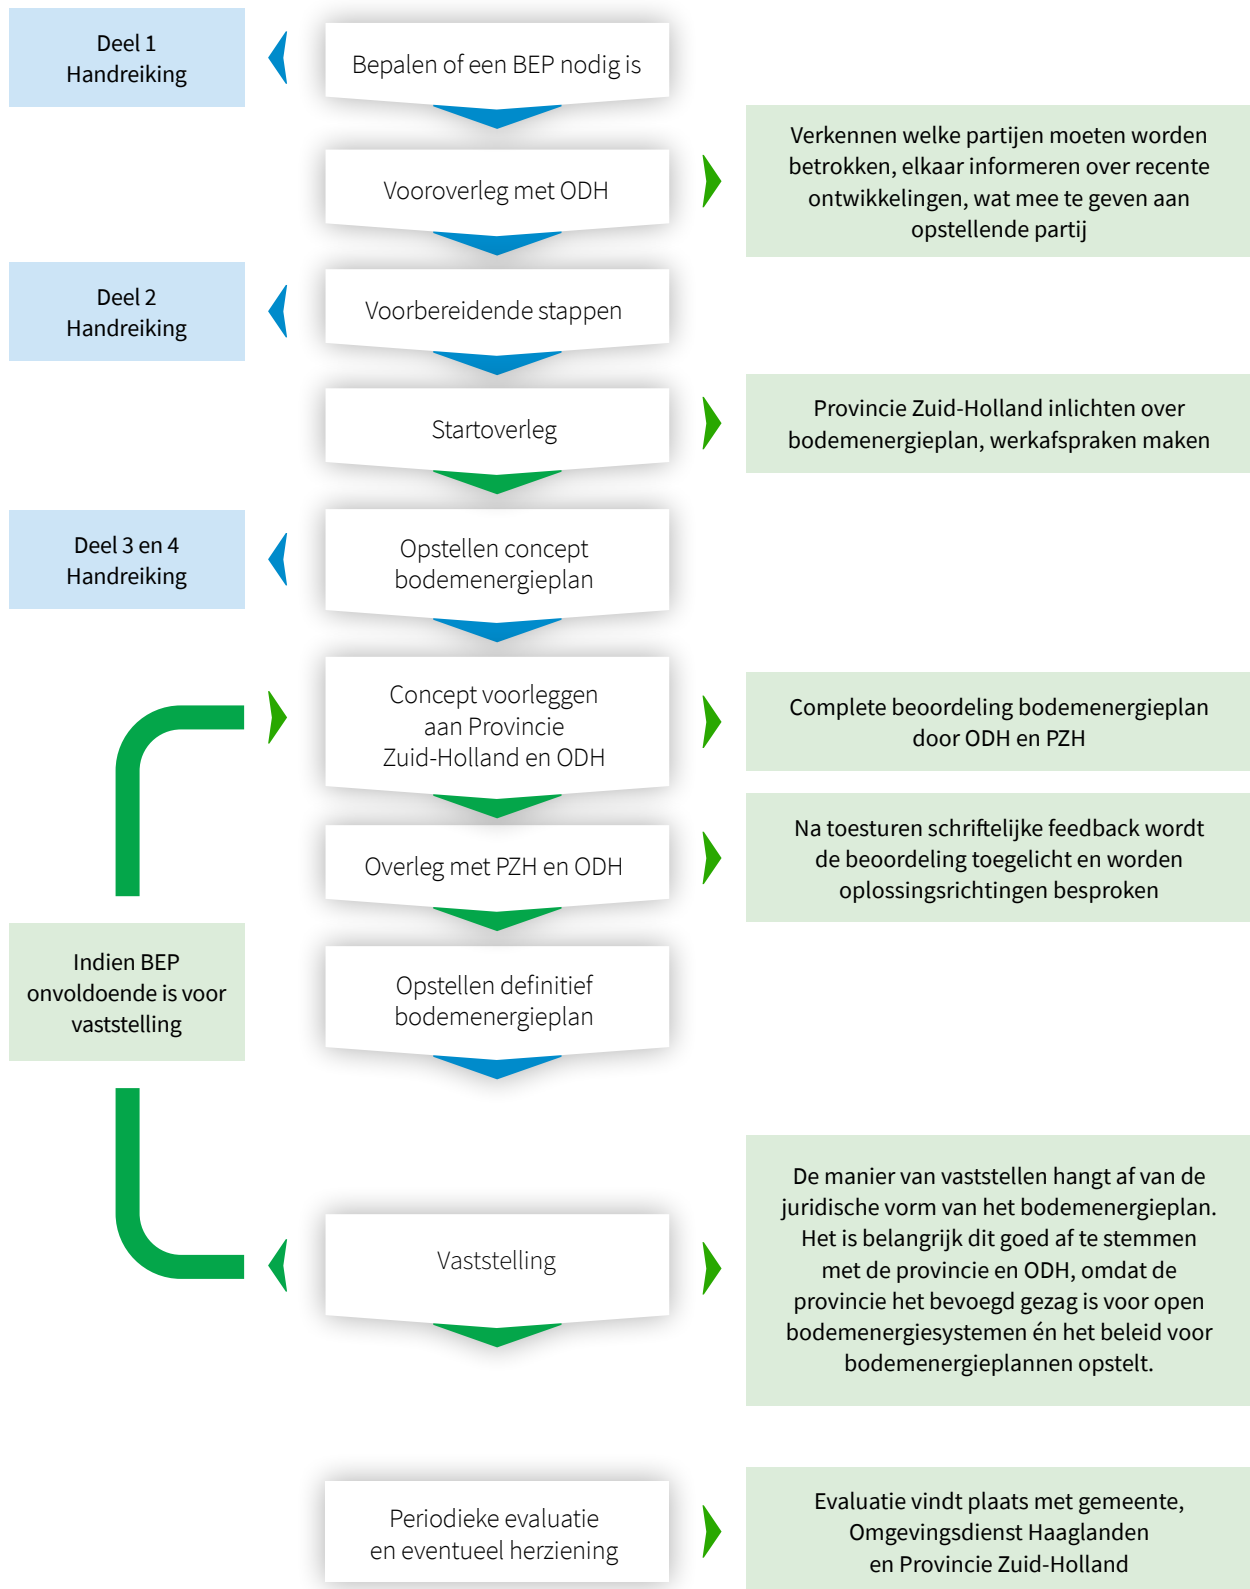 Deel 1
Handreiking
Bepalen of een BEP nodig is
Vooroverleg met ODH
Verkennen welke partijen moeten worden
betrokken, elkaar informeren over recente
ontwikkelingen, wat mee te geven aan
opstellende partij
Deel 2
Handreiking
Voorbereidende stappen
Startoverleg
Provincie Zuid-Holland inlichten over
bodemenergieplan, werkafspraken maken
Deel 3 en 4
Handreiking
Opstellen concept
bodemenergieplan
Concept voorleggen
aan Provincie
Zuid-Holland en ODH
Complete beoordeling bodemenergieplan
door ODH en PZH
Overleg met PZH en ODH
Na toesturen schriftelijke feedback wordt
de beoordeling toegelicht en worden
oplossingsrichtingen besproken
Indien BEP
onvoldoende is voor
vaststelling
Opstellen definitief
bodemenergieplan
Vaststelling
De manier van vaststellen hangt af van de
juridische vorm van het bodemenergieplan.
Het is belangrijk dit goed af te stemmen
met de provincie en ODH, omdat de
provincie het bevoegd gezag is voor open
bodemenergiesystemen én het beleid voor
bodemenergieplannen opstelt.
Periodieke evaluatie
en eventueel herziening
Evaluatie vindt plaats met gemeente,
Omgevingsdienst Haaglanden
en Provincie Zuid-Holland